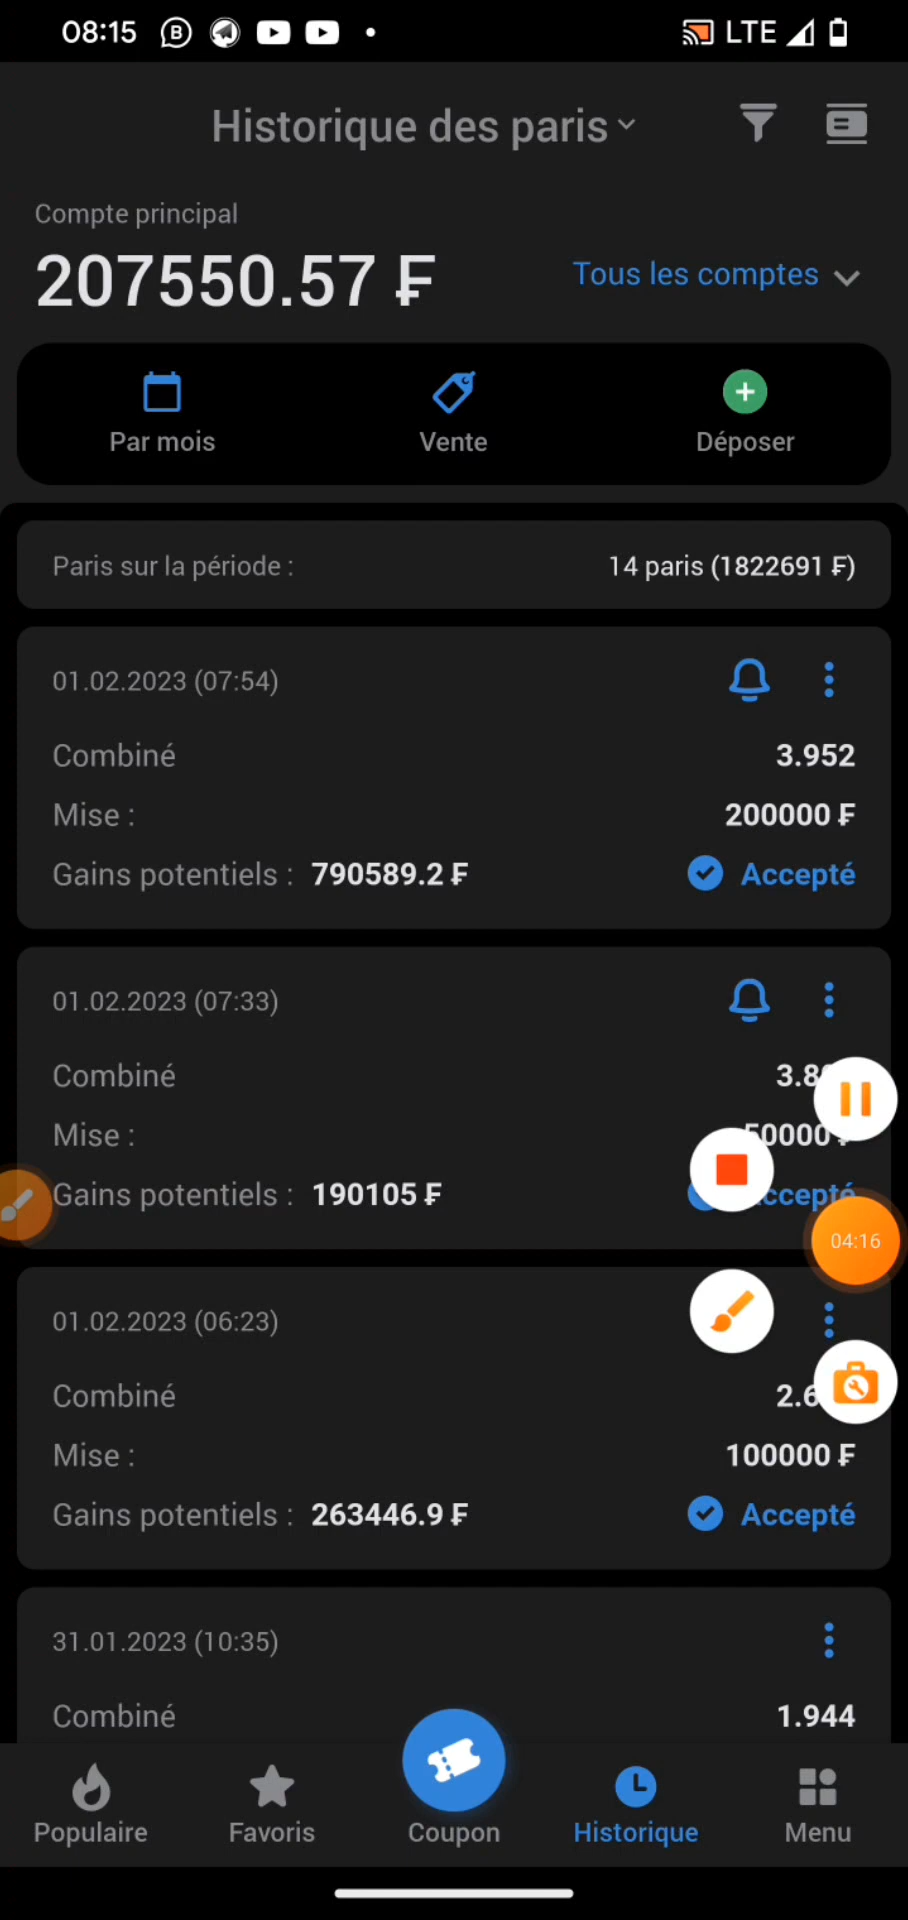 08:15 LTE
Historique des paris
Compte principal
207550.57 ₣
Tous les comptes
Par mois Vente Déposer
Paris sur la période : 14 paris (1822691 ₣)
01.02.2023 (07:54)
Combiné 3.952
Mise : 200000 ₣
Gains potentiels : 790589.2 ₣ Accepté
01.02.2023 (07:33)
Combiné
Mise :
Gains potentiels : 190105 ₣
04:16
01.02.2023 (06:23)
Combiné
Mise : 100000 ₣
Gains potentiels : 263446.9 ₣ Accepté
31.01.2023 (10:35)
Combiné 1.944
Populaire Favoris Coupon Historique Menu